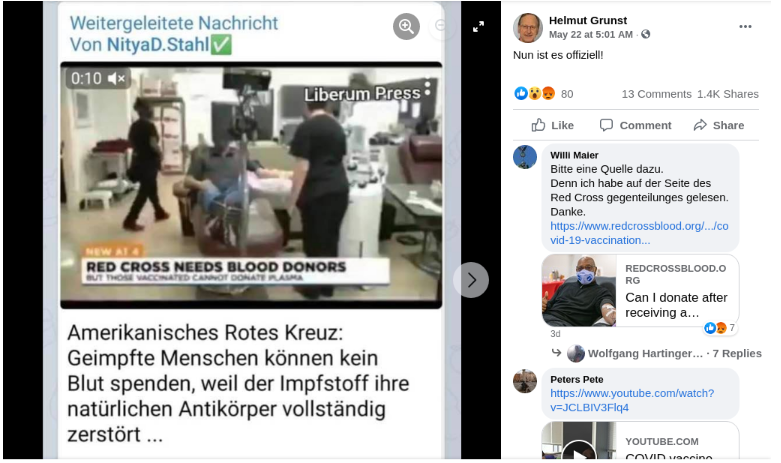 Weitergeleitete Nachricht
Von NityaD.Stahl✅
0:10
Liberum Press
NEW AT 4
RED CROSS NEEDS BLOOD DONORS
BUT THOSE VACCINATED CANNOT DONATE PLASMA
Amerikanisches Rotes Kreuz:
Geimpfte Menschen können kein
Blut spenden, weil der Impfstoff ihre
natürlichen Antikörper vollständig
zerstört ...
Helmut Grunst
May 22 at 5:01 AM ·
Nun ist es offiziell!
80
13 Comments 1.4K Shares
Like Comment Share
Willi Maier
Bitte eine Quelle dazu.
Denn ich habe auf der Seite des
Red Cross gegenteilunges gelesen.
Danke.
https://www.redcrossblood.org/.../co
vid-19-vaccination...
REDCROSSBLOOD.O
RG
Can I donate after
receiving a...
7
3d
Wolfgang Hartinger... · 7 Replies
Peters Pete
https://www.youtube.com/watch?
v=JCLBIV3Flq4
YOUTUBE.COM
COVID vaccine